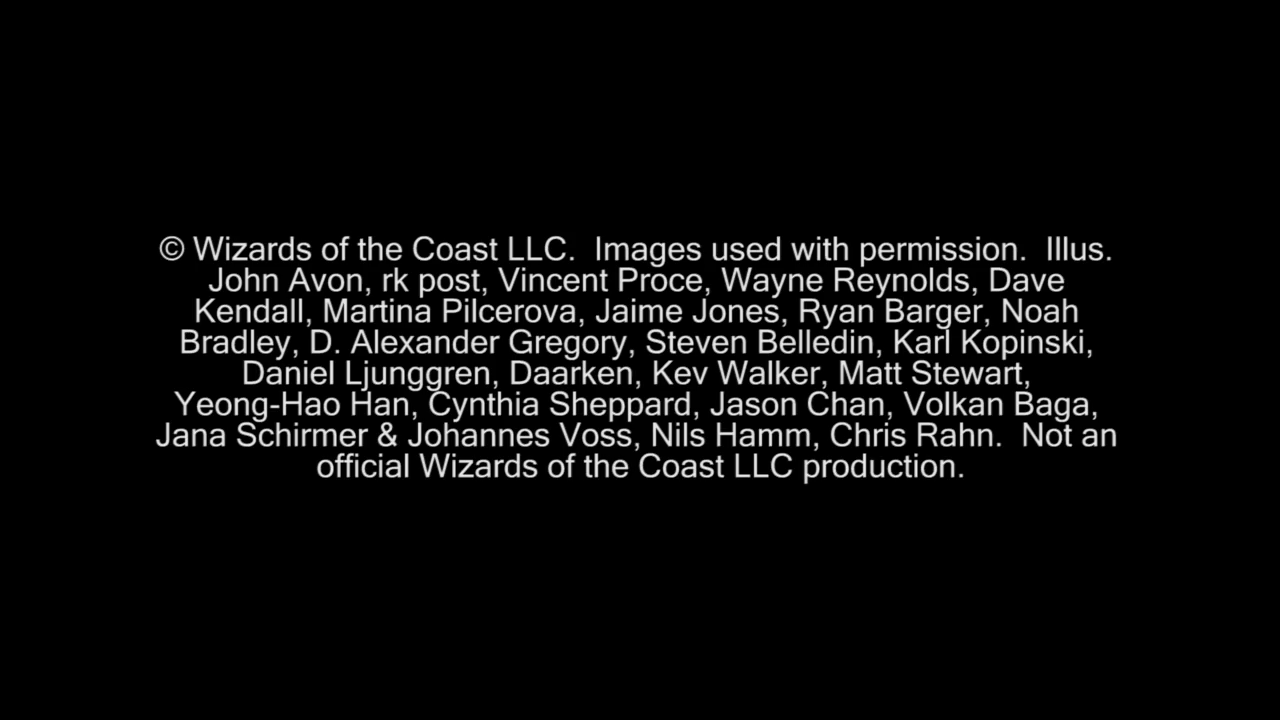 © Wizards of the Coast LLC.  Images used with permission.  Illus.
John Avon, rk post, Vincent Proce, Wayne Reynolds, Dave
Kendall, Martina Pilcerova, Jaime Jones, Ryan Barger, Noah
Bradley, D. Alexander Gregory, Steven Belledin, Karl Kopinski,
Daniel Ljunggren, Daarken, Kev Walker, Matt Stewart,
Yeong-Hao Han, Cynthia Sheppard, Jason Chan, Volkan Baga,
Jana Schirmer & Johannes Voss, Nils Hamm, Chris Rahn.  Not an
official Wizards of the Coast LLC production.